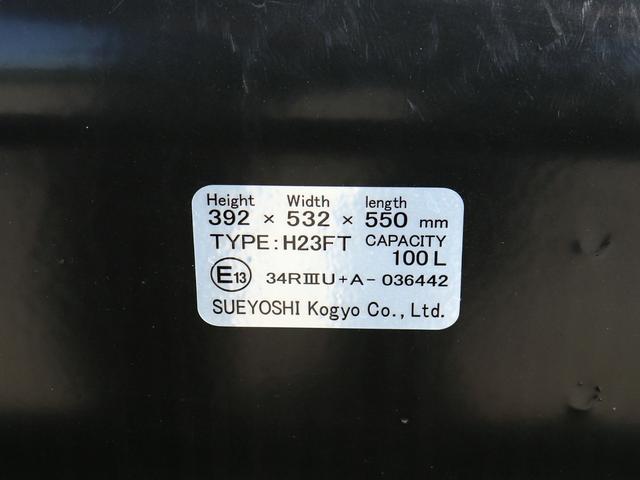 Height Width length
392 × 532 × 550 mm
TYPE: H23FT CAPACITY
100 L
E13 34RⅢU+A- 036442
SUEYOSHI Kogyo Co., Ltd.